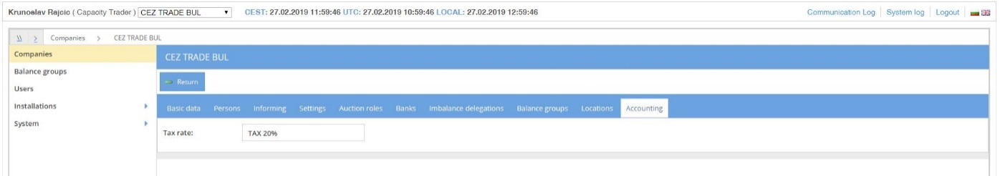 Krunoslav Rajcic ( Capacity Trader ) CEZ TRADE BUL CEST: 27.02.2019 11:59:46 UTC: 27.02.2019 10:59:46 LOCAL: 27.02.2019 12:59:46 Communication Log System log Logout
\\ > Companies > CEZ TRADE BUL
Companies
Balance groups
Users
Installations
System
CEZ TRADE BUL
Return
Basic data Persons Informing Settings Auction roles Banks Imbalance delegations Balance groups Locations Accounting
Tax rate: TAX 20%